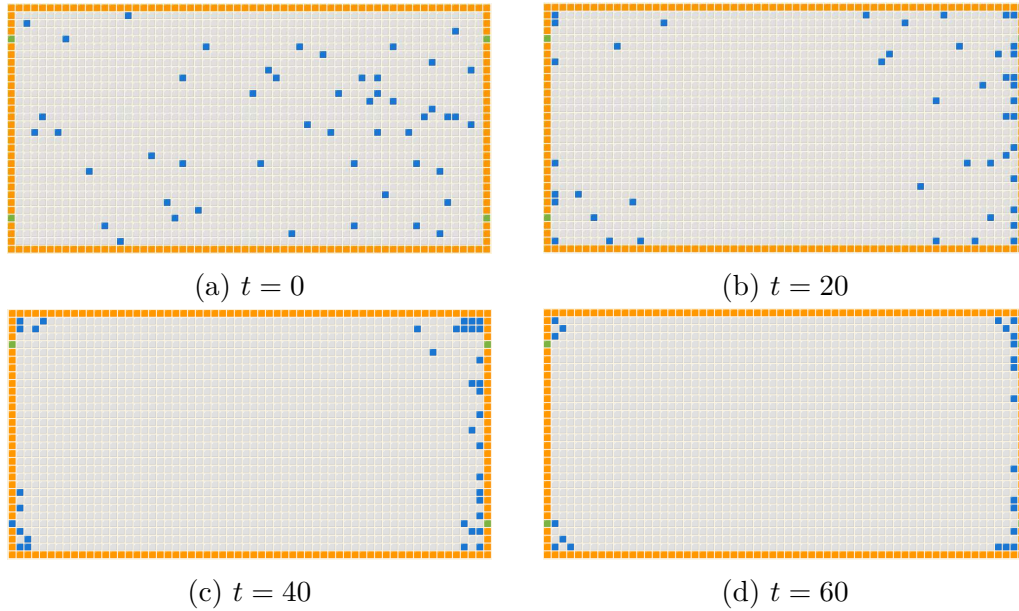 (a) t = 0
(b) t = 20
(c) t = 40
(d) t = 60